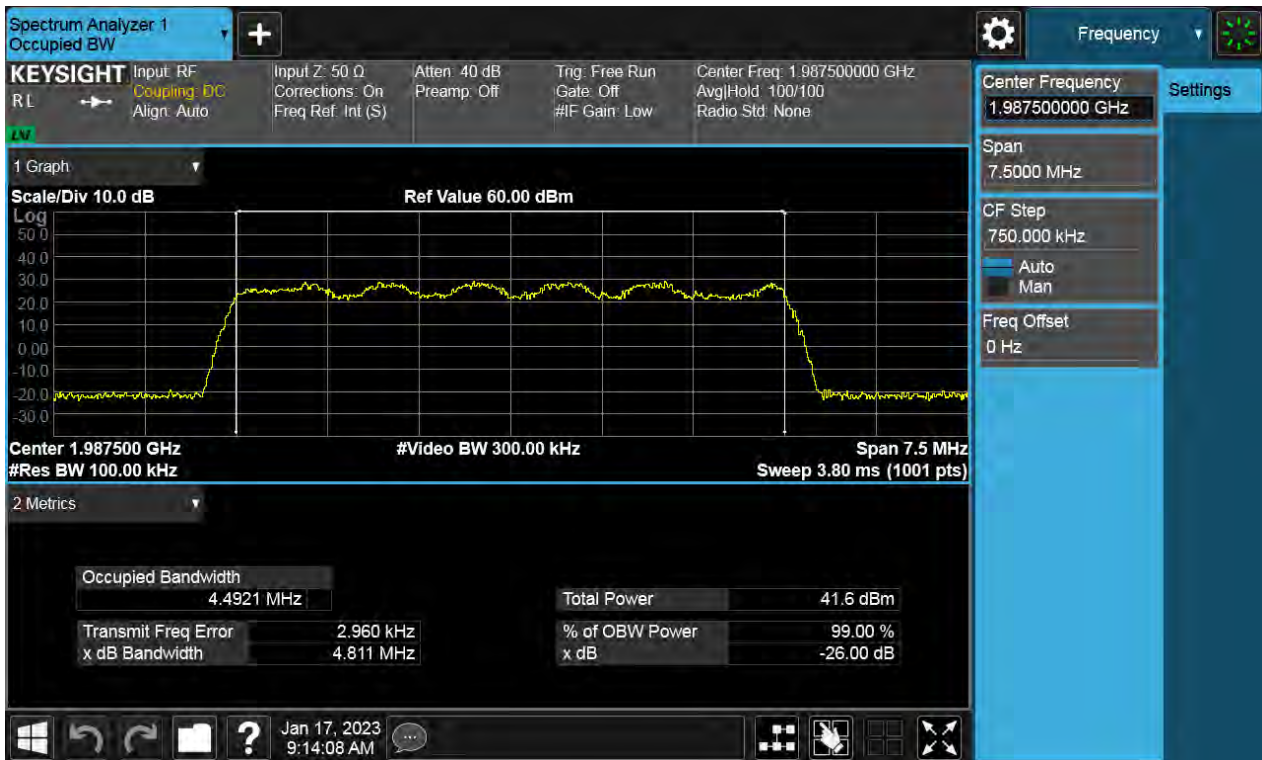 Spectrum Analyzer 1
Occupied BW
+
Frequency
KEYSIGHT
RL
LXI
Input: RF
Coupling: DC
Align: Auto
Input Z: 50 Ω
Corrections: On
Freq Ref: Int (S)
Atten: 40 dB
Preamp: Off
Trig: Free Run
Gate: Off
#IF Gain: Low
Center Freq: 1.987500000 GHz
Avg|Hold: 100/100
Radio Std: None
Center Frequency
1.987500000 GHz
Settings
Span
7.5000 MHz
CF Step
750.000 kHz
Auto
Man
Freq Offset
0 Hz
1 Graph
Scale/Div 10.0 dB
Ref Value 60.00 dBm
Log
50.0
40.0
30.0
20.0
10.0
0.00
-10.0
-20.0
-30.0
Center 1.987500 GHz
#Video BW 300.00 kHz
Span 7.5 MHz
#Res BW 100.00 kHz
Sweep 3.80 ms (1001 pts)
2 Metrics
Occupied Bandwidth
4.4921 MHz
Total Power 41.6 dBm
Transmit Freq Error 2.960 kHz
% of OBW Power 99.00 %
x dB Bandwidth 4.811 MHz
x dB -26.00 dB
?
Jan 17, 2023
9:14:08 AM